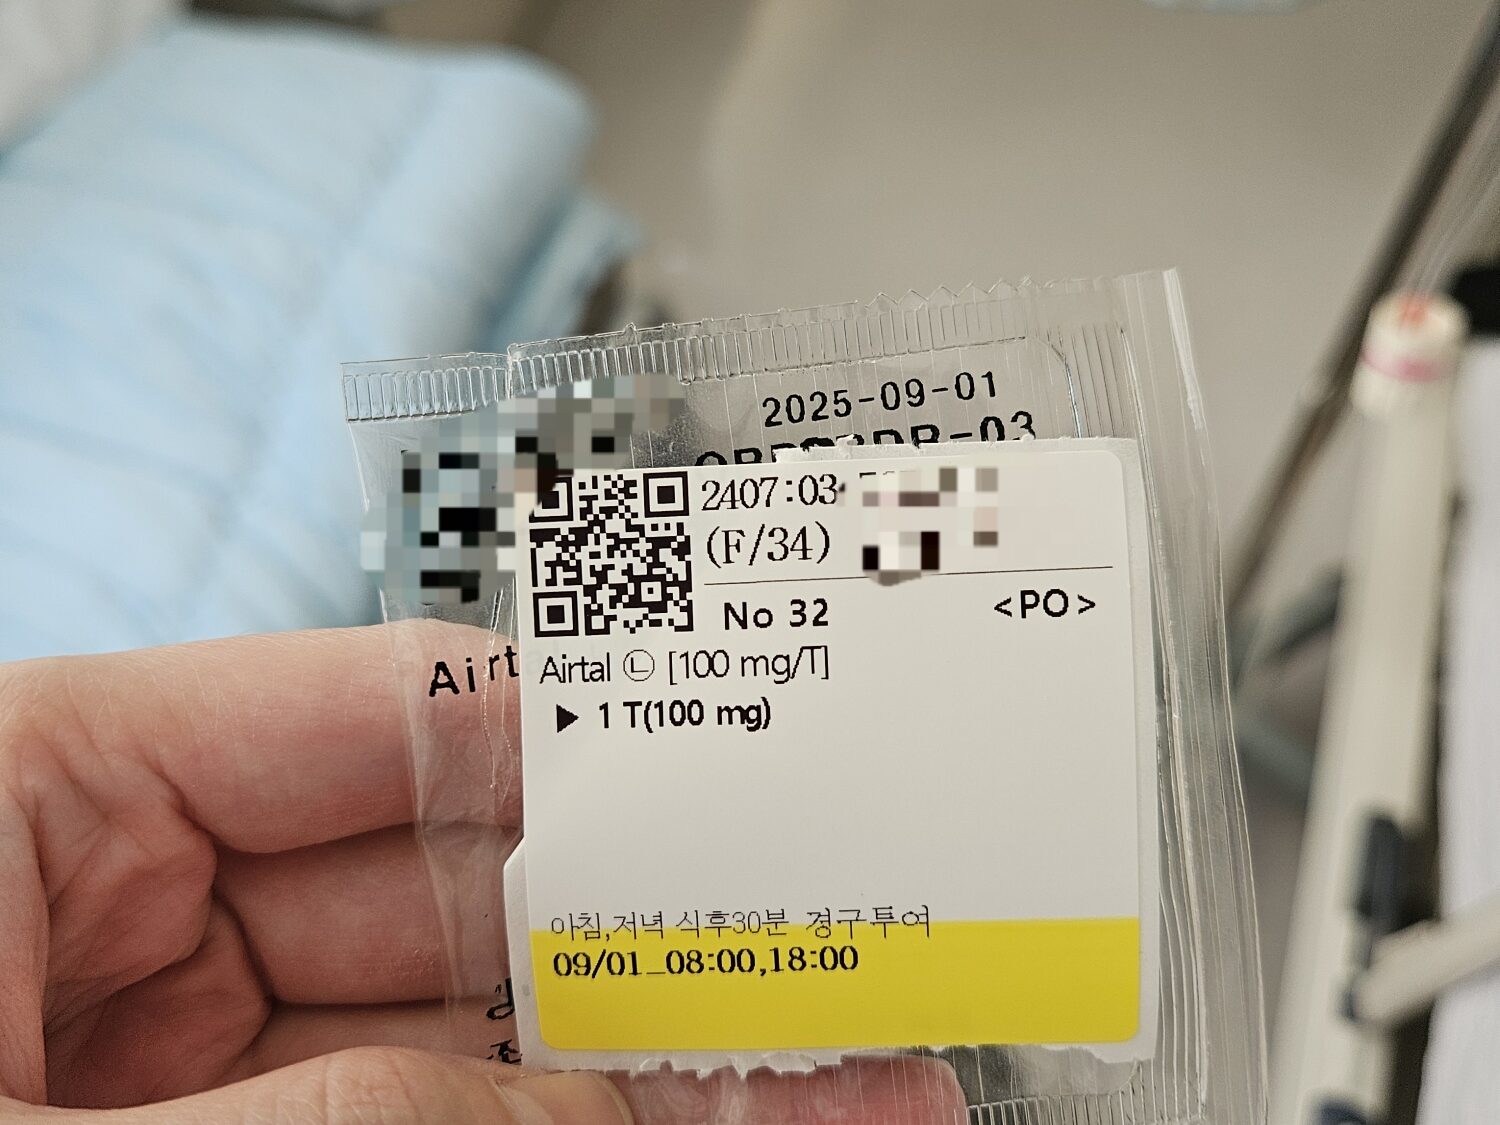 2025-09-01
2407:03
(F/34)
No 32
<PO>
Airtal Ⓛ [100 mg/T]
▶ 1 T(100 mg)
아침,저녁 식후30분 경구투여
09/01_08:00,18:00